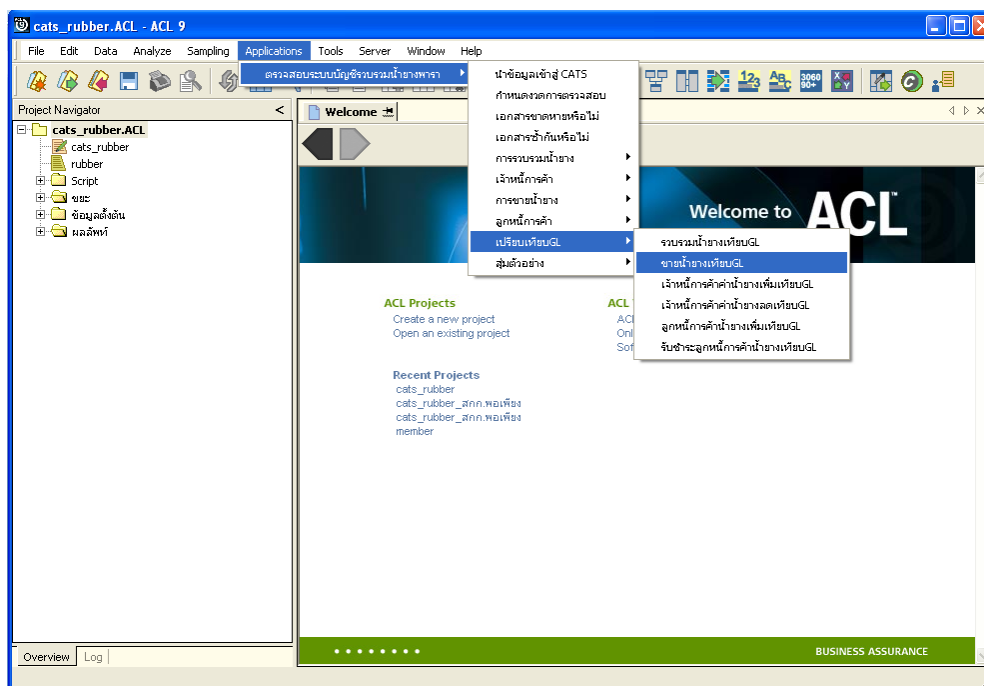 cats_rubber.ACL - ACL 9
File Edit Data Analyze Sampling Applications Tools Server Window Help
ตรวจสอบระบบบัญชีรวบรวมน้ำยางพารา
นำข้อมูลเข้าสู่ CATS
กำหนดงวดการตรวจสอบ
เอกสารขาดหายหรือไม่
เอกสารซ้ำกันหรือไม่
การรวบรวมน้ำยาง
เจ้าหนี้การค้า
การขายน้ำยาง
ลูกหนี้การค้า
เปรียบเทียบGL
สุ่มตัวอย่าง
รวบรวมน้ำยางเทียบGL
ขายน้ำยางเทียบGL
เจ้าหนี้การค้าค่าน้ำยางเพิ่มเทียบGL
เจ้าหนี้การค้าค่าน้ำยางลดเทียบGL
ลูกหนี้การค้าน้ำยางเพิ่มเทียบGL
รับชำระลูกหนี้การค้าน้ำยางเทียบGL
Project Navigator <
cats_rubber.ACL
cats_rubber
rubber
Script
ขยะ
ข้อมูลตั้งต้น
ผลลัพท์
Welcome
Welcome to ACL™
ACL Projects
Create a new project
Open an existing project
Recent Projects
cats_rubber
cats_rubber_สกก.พอเพียง
cats_rubber_สกก.พอเพียง
member
ACL
BUSINESS ASSURANCE
Overview Log